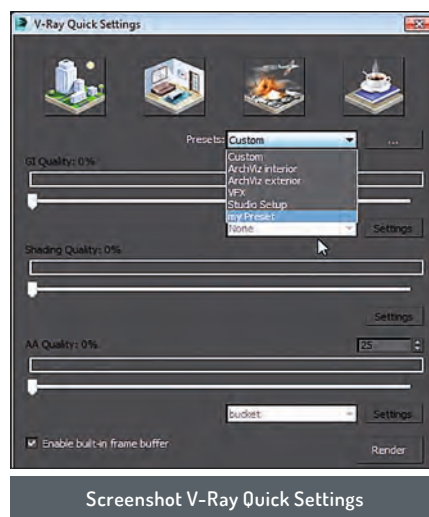 V-Ray Quick Settings
Presets: Custom
...
GI Quality: 0%
Custom
ArchViz interior
ArchViz exterior
VFX
Studio Setup
my Preset
None
Settings
Shading Quality: 0%
Settings
AA Quality: 0%
25
bucket
Settings
Enable built-in frame buffer
Render
Screenshot V-Ray Quick Settings